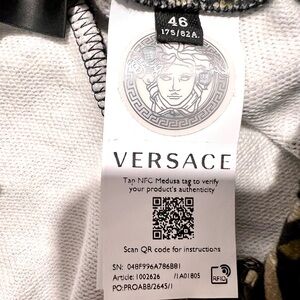 46
175/82A.
VERSACE
Tap NFC Medusa tag to verify
your product's authenticity
Scan QR code for instructions
SN: 04BF996A786B81
Article: 1002626 /1A01805
PO:PROABB/2645/1
RFID